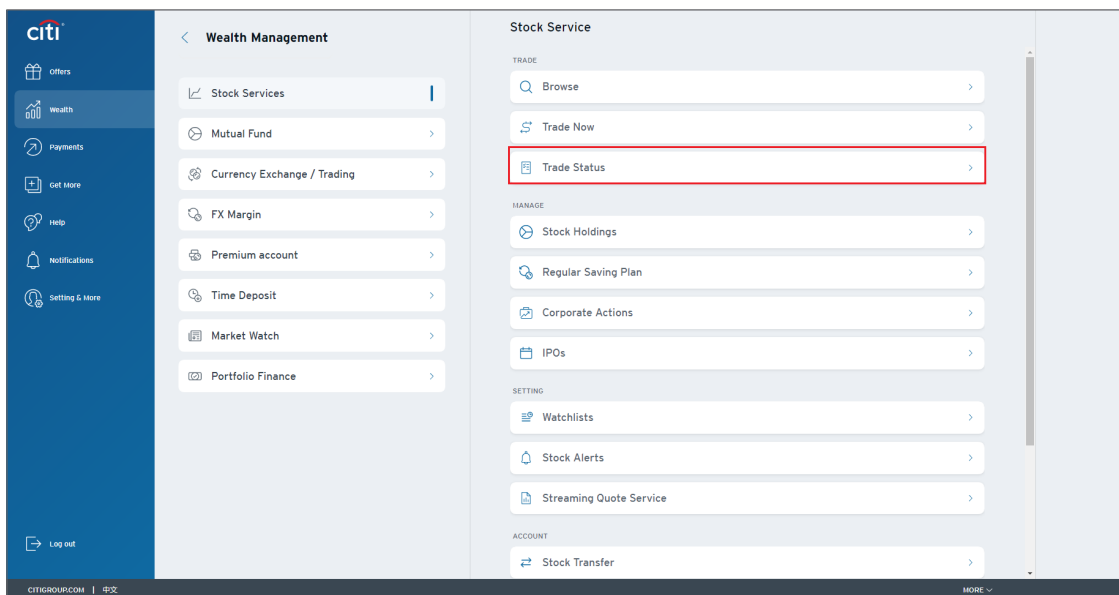 citi
Offers
Wealth
Payments
Get More
Help
Notifications
Setting & More
Log out
Wealth Management
Stock Services
Mutual Fund
Currency Exchange / Trading
FX Margin
Premium account
Time Deposit
Market Watch
Portfolio Finance
Stock Service
TRADE
Browse
Trade Now
Trade Status
MANAGE
Stock Holdings
Regular Saving Plan
Corporate Actions
IPOs
SETTING
Watchlists
Stock Alerts
Streaming Quote Service
ACCOUNT
Stock Transfer
CITIGROUP.COM | 中文
MORE